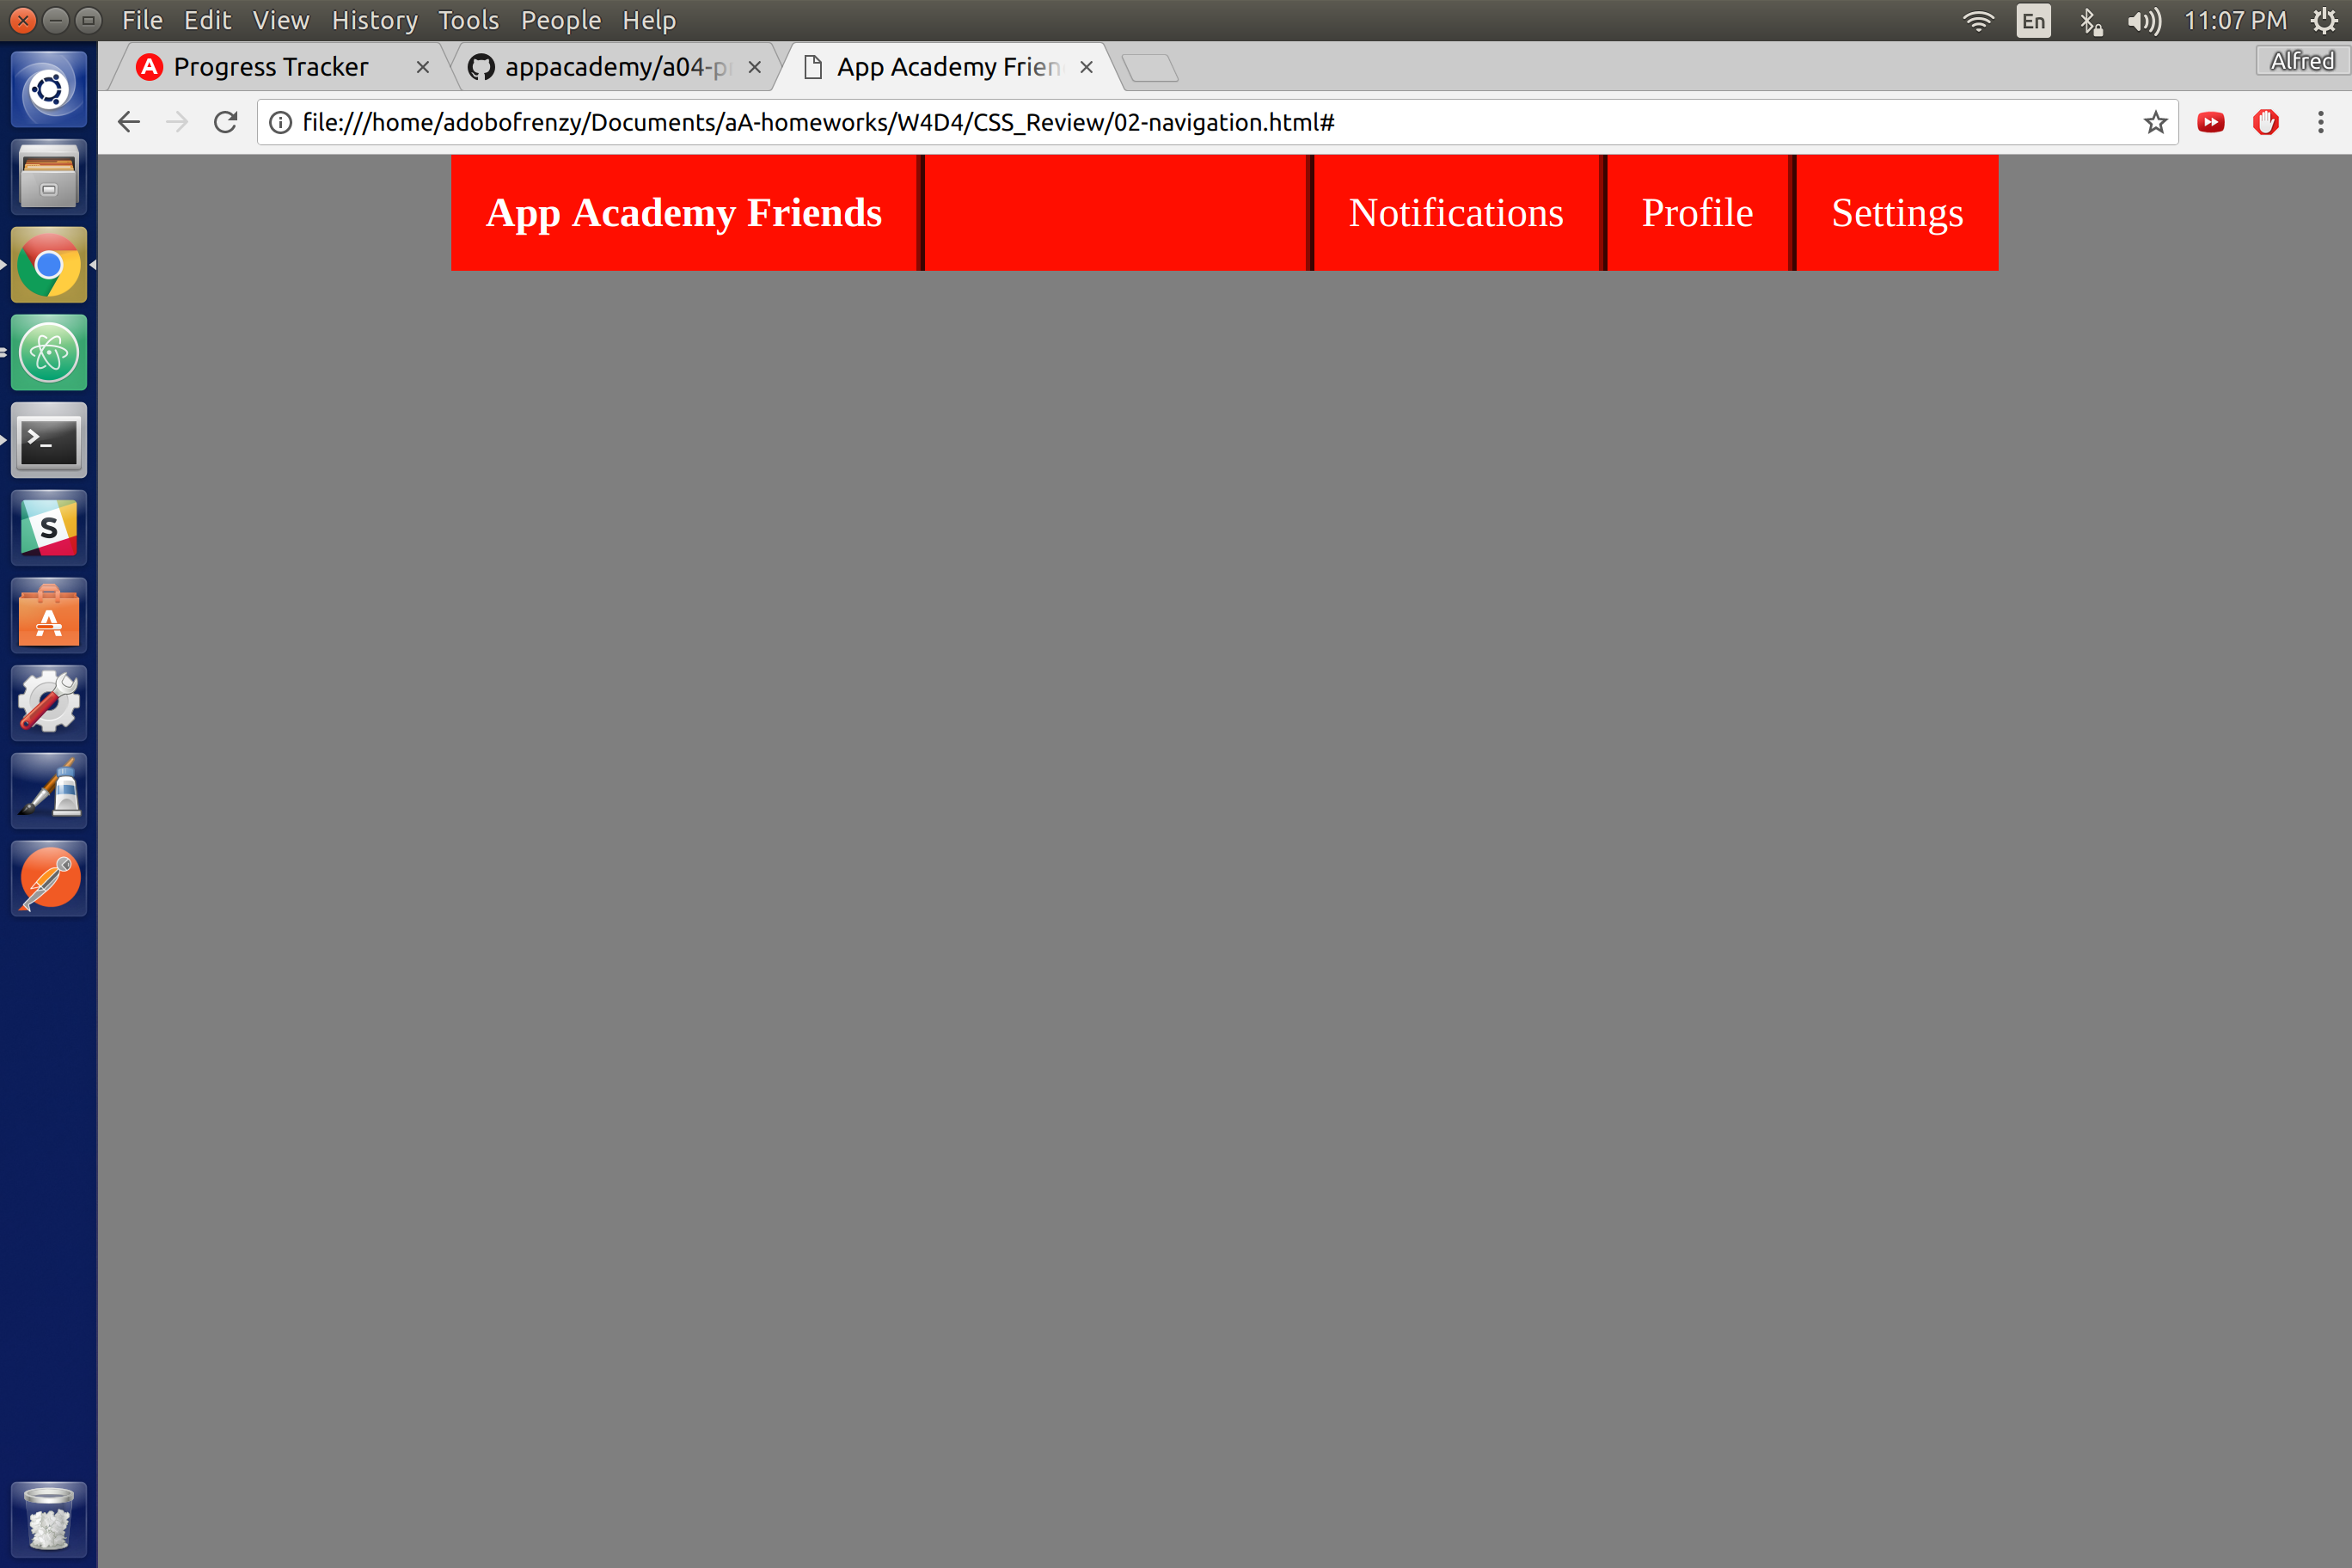 File Edit View History Tools People Help
En 11:07 PM
Progress Tracker
appacademy/a04-p
App Academy Frien
Alfred
file:///home/adobofrenzy/Documents/aA-homeworks/W4D4/CSS_Review/02-navigation.html#
App Academy Friends
Notifications
Profile
Settings